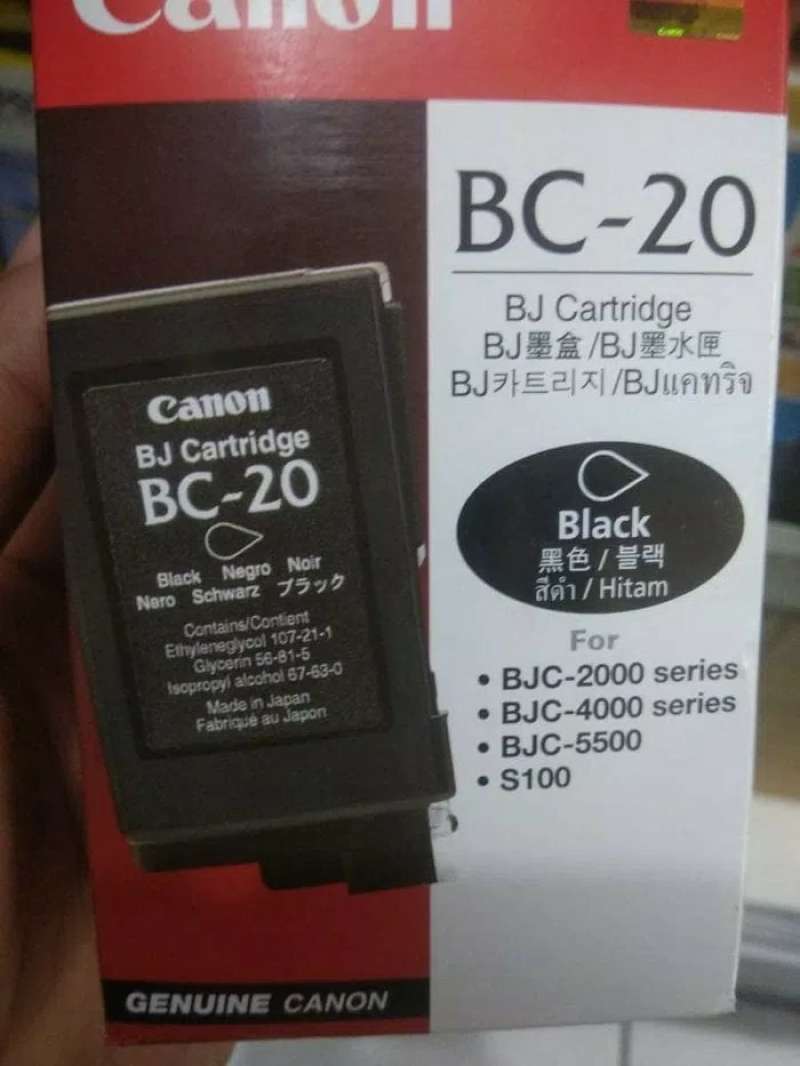 Canon
BC-20
BJ Cartridge
BJ墨盒/BJ墨水匣
BJ카트리지/BJแคทริจ
Black
黑色/블랙
สีดำ/Hitam
For
• BJC-2000 series
• BJC-4000 series
• BJC-5500
• S100
Canon
BJ Cartridge
BC-20
Black Negro Noir
Nero Schwarz ブラック
Contains/Contient
Ethyleneglycol 107-21-1
Glycerin 56-81-5
Isopropyl alcohol 67-63-0
Made in Japan
Fabriqué au Japon
GENUINE CANON